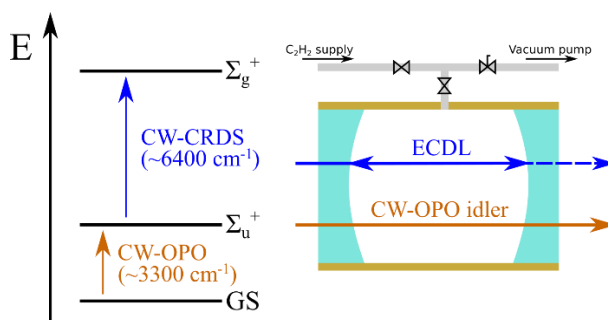 E
Σg⁺
CW-CRDS
(~6400 cm⁻¹)
Σu⁺
CW-OPO
(~3300 cm⁻¹)
GS
C₂H₂ supply
Vacuum pump
ECDL
CW-OPO idler